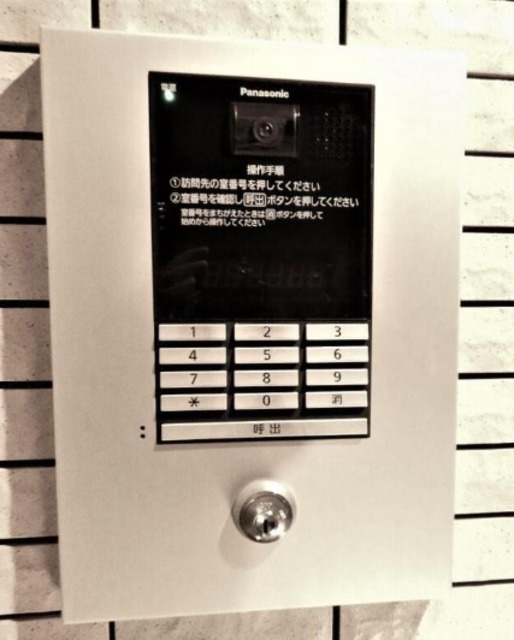 Panasonic
操作手順
①訪問先の室番号を押してください
②室番号を確認し呼出ボタンを押してください
室番号をまちがえたときは消ボタンを押して
始めから操作してください
1 2 3
4 5 6
7 8 9
* 0 消
呼出